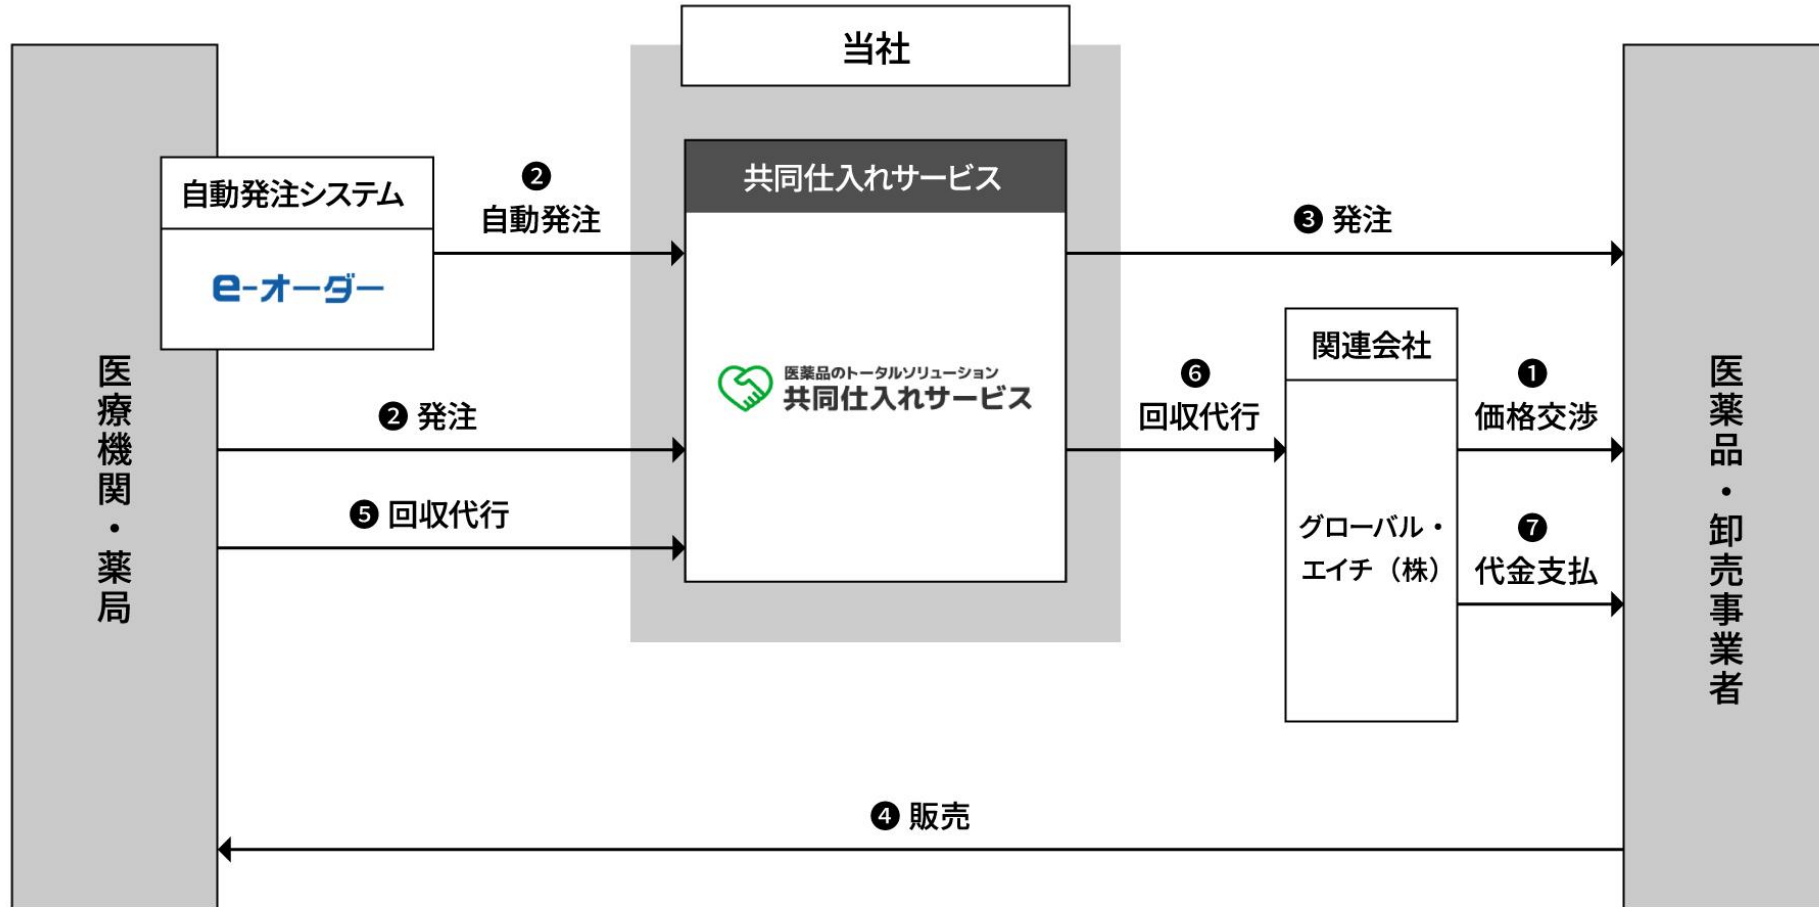 当社
自動発注システム
e-オーダー
❷
自動発注
共同仕入れサービス
医薬品のトータルソリューション
共同仕入れサービス
❸ 発注
医療機関・薬局
❷ 発注
❺ 回収代行
❻
回収代行
関連会社
グローバル・
エイチ（株）
❶
価格交渉
❼
代金支払
医薬品・卸売事業者
❹ 販売